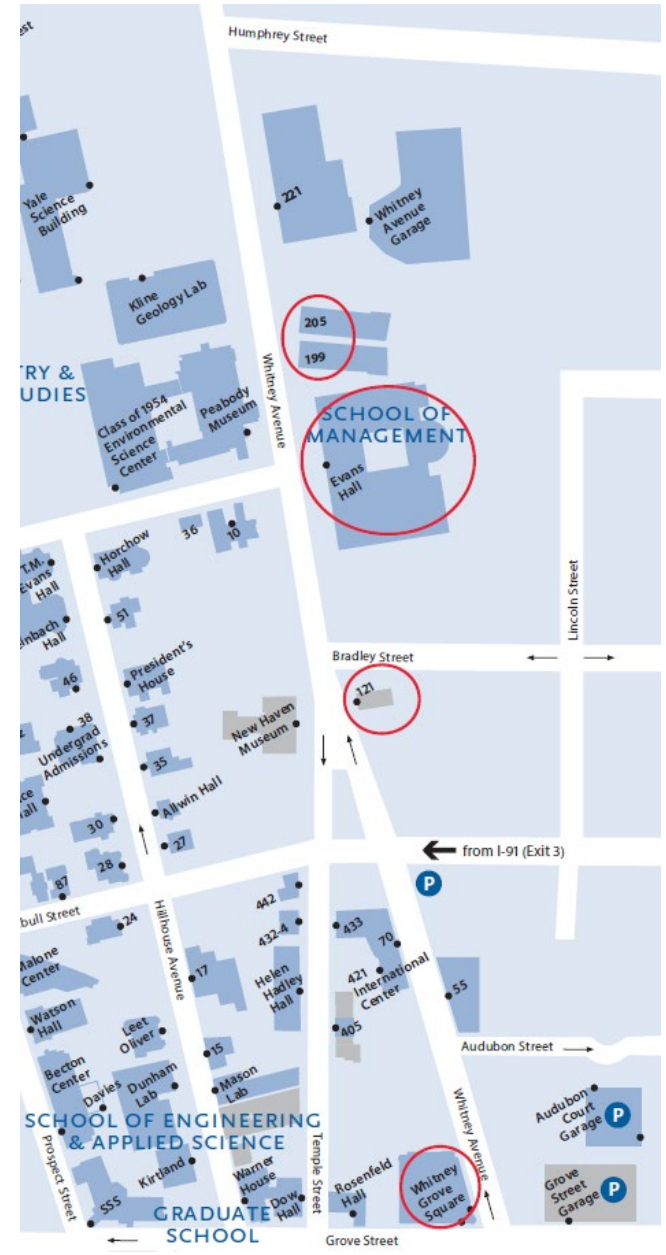 Humphrey Street
221
Whitney
Avenue
Garage
Yale
Science
Building
Kline
Geology Lab
205
199
Whitney Avenue
TRY &
UDIES
Class of 1954
Environmental
Science
Center
Peabody
Museum
SCHOOL OF
MANAGEMENT
Evans
Hall
36
10
T.M.
Evans
Hall
Horchow
Hall
51
Lincoln Street
inbach
Hall
46
President's
House
Bradley Street
121
38
Undergrad
Admissions
37
New Haven
Museum
35
Allwin Hall
30
27
from I-91 (Exit 3)
28
87
P
bull Street
24
Hillhouse Avenue
442
432-4
433
70
Malone
Center
17
Helen
Hadley
Hall
421
International
Center
55
Watson
Hall
Leet
Oliver
405
15
Audubon Street
Becton
Center
Davies
Dunham
Lab
Mason
Lab
Whitney Avenue
Audubon
Court
Garage
P
SCHOOL OF ENGINEERING
& APPLIED SCIENCE
Temple Street
Prospect Street
Kirtland
Warner
House
Rosenfeld
Hall
Whitney
Grove
Square
Grove
Street
Garage
P
SSS
Dow
Hall
GRADUATE
SCHOOL
Grove Street